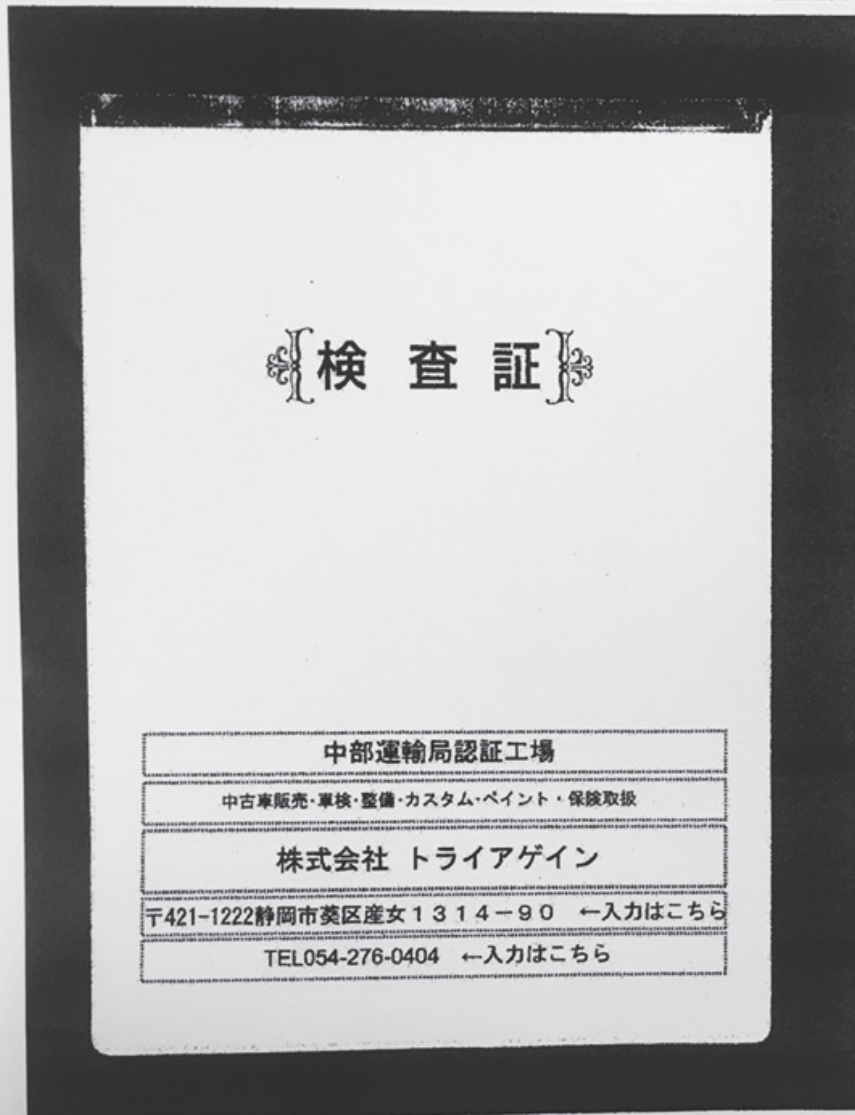 検査証
中部運輸局認証工場
中古車販売・車検・整備・カスタム・ペイント・保険取扱
株式会社 トライアゲイン
〒421-1222静岡市葵区産女1314-90 ←入力はこちら
TEL054-276-0404 ←入力はこちら